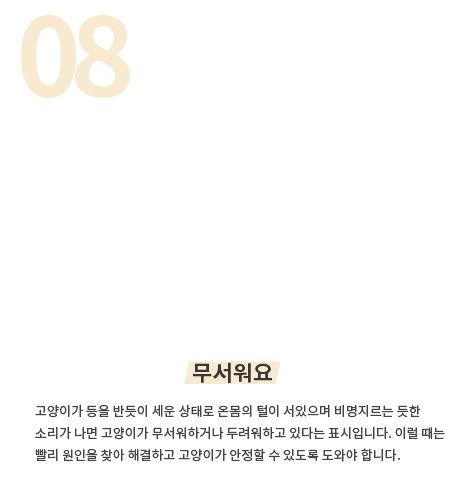 08
무서워요
고양이가 등을 반듯이 세운 상태로 온몸의 털이 서있으며 비명지르는 듯한
소리가 나면 고양이가 무서워하거나 두려워하고 있다는 표시입니다. 이럴 때는
빨리 원인을 찾아 해결하고 고양이가 안정할 수 있도록 도와야 합니다.